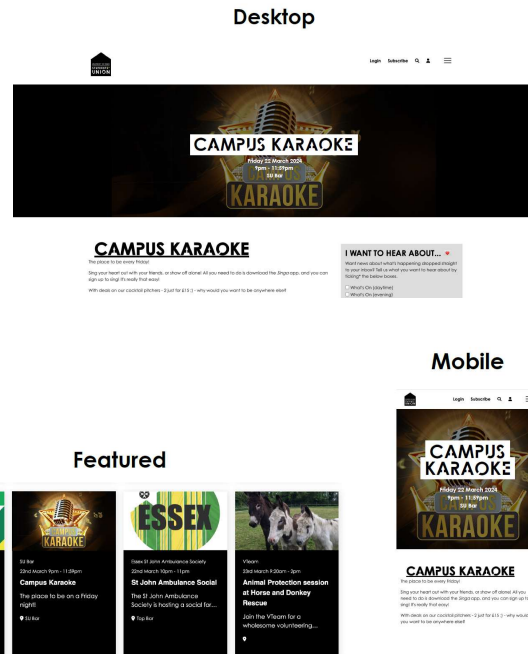 Desktop
UNION
Login Subscribe
CAMPUS KARAOKE
Friday 22 March 2024
9pm - 11:59pm
SU Bar
KARAOKE
CAMPUS KARAOKE
The place to be every Friday!
Sing your heart out with your friends, or show off alone! All you need to do is download the Singa app, and you can
sign up to sing! It's really that easy!
With deals on our cocktail pitchers - 2 just for £15 :) - why would you want to be anywhere else?
I WANT TO HEAR ABOUT...
Want news about what's happening dropped straight
to your inbox? Tell us what you want to hear about by
ticking* the below boxes.
What's On (daytime)
What's On (evening)
Mobile
Login Subscribe
CAMPUS
KARAOKE
Friday 22 March 2024
9pm - 11:59pm
SU Bar
KARAOKE
CAMPUS KARAOKE
The place to be every Friday!
Sing your heart out with your friends, or show off alone! All you
need to do is download the Singa app, and you can sign up to
sing! It's really that easy!
With deals on our cocktail pitchers - 2 just for £15 :) - why would
you want to be anywhere else?
Featured
KARAOKE
SU Bar
22nd March 9pm - 11:59pm
Campus Karaoke
The place to be on a Friday
night!
SU Bar
ESSEX
Essex St John Ambulance Society
22nd March 10pm - 11pm
St John Ambulance Social
The St John Ambulance
Society is hosting a social for...
Top Bar
VTeam
23rd March 9:20am - 2pm
Animal Protection session
at Horse and Donkey
Rescue
Join the VTeam for a
wholesome volunteering...